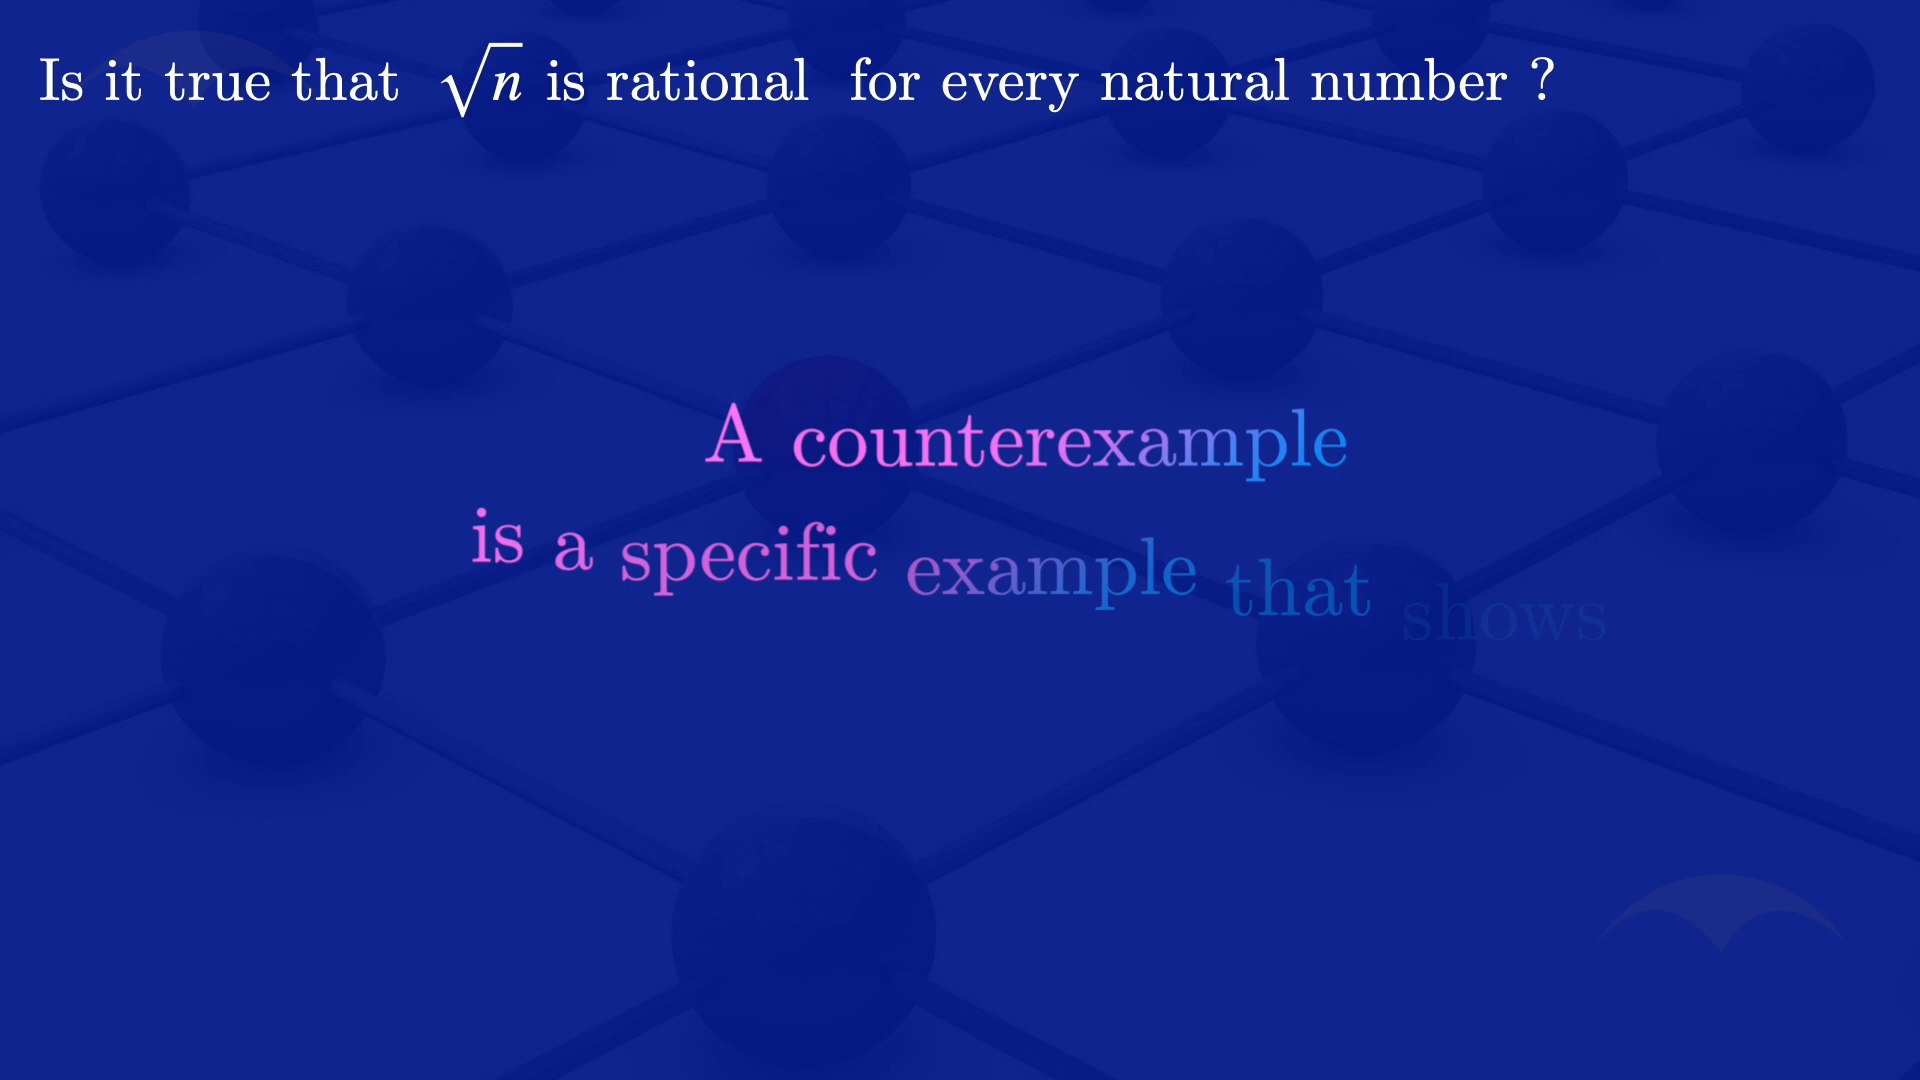 Is it true that √n is rational for every natural number ?
A counterexample
is a specific example that shows